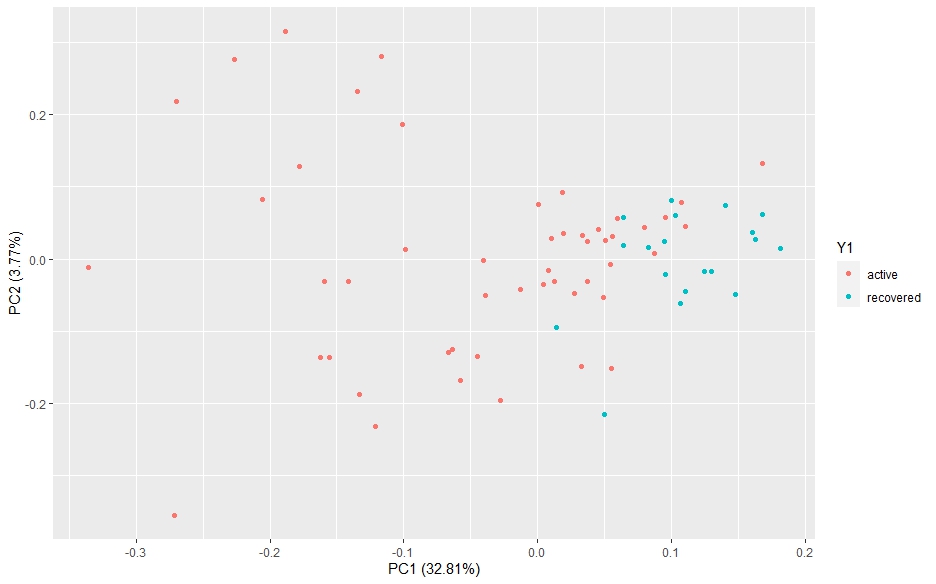 0.2
0.0
-0.2
PC2 (3.77%)
-0.3
-0.2
-0.1
0.0
0.1
0.2
PC1 (32.81%)
Y1
active
recovered